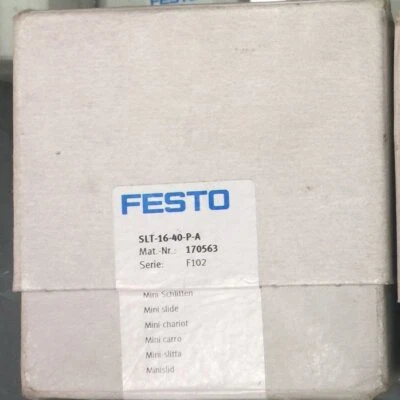 FESTO
FESTO
SLT-16-40-P-A
Mat.-Nr.: 170563
Serie: F102
Mini-Schlitten
Mini slide
Mini-chariot
Mini carro
Mini-slitta
Minislid